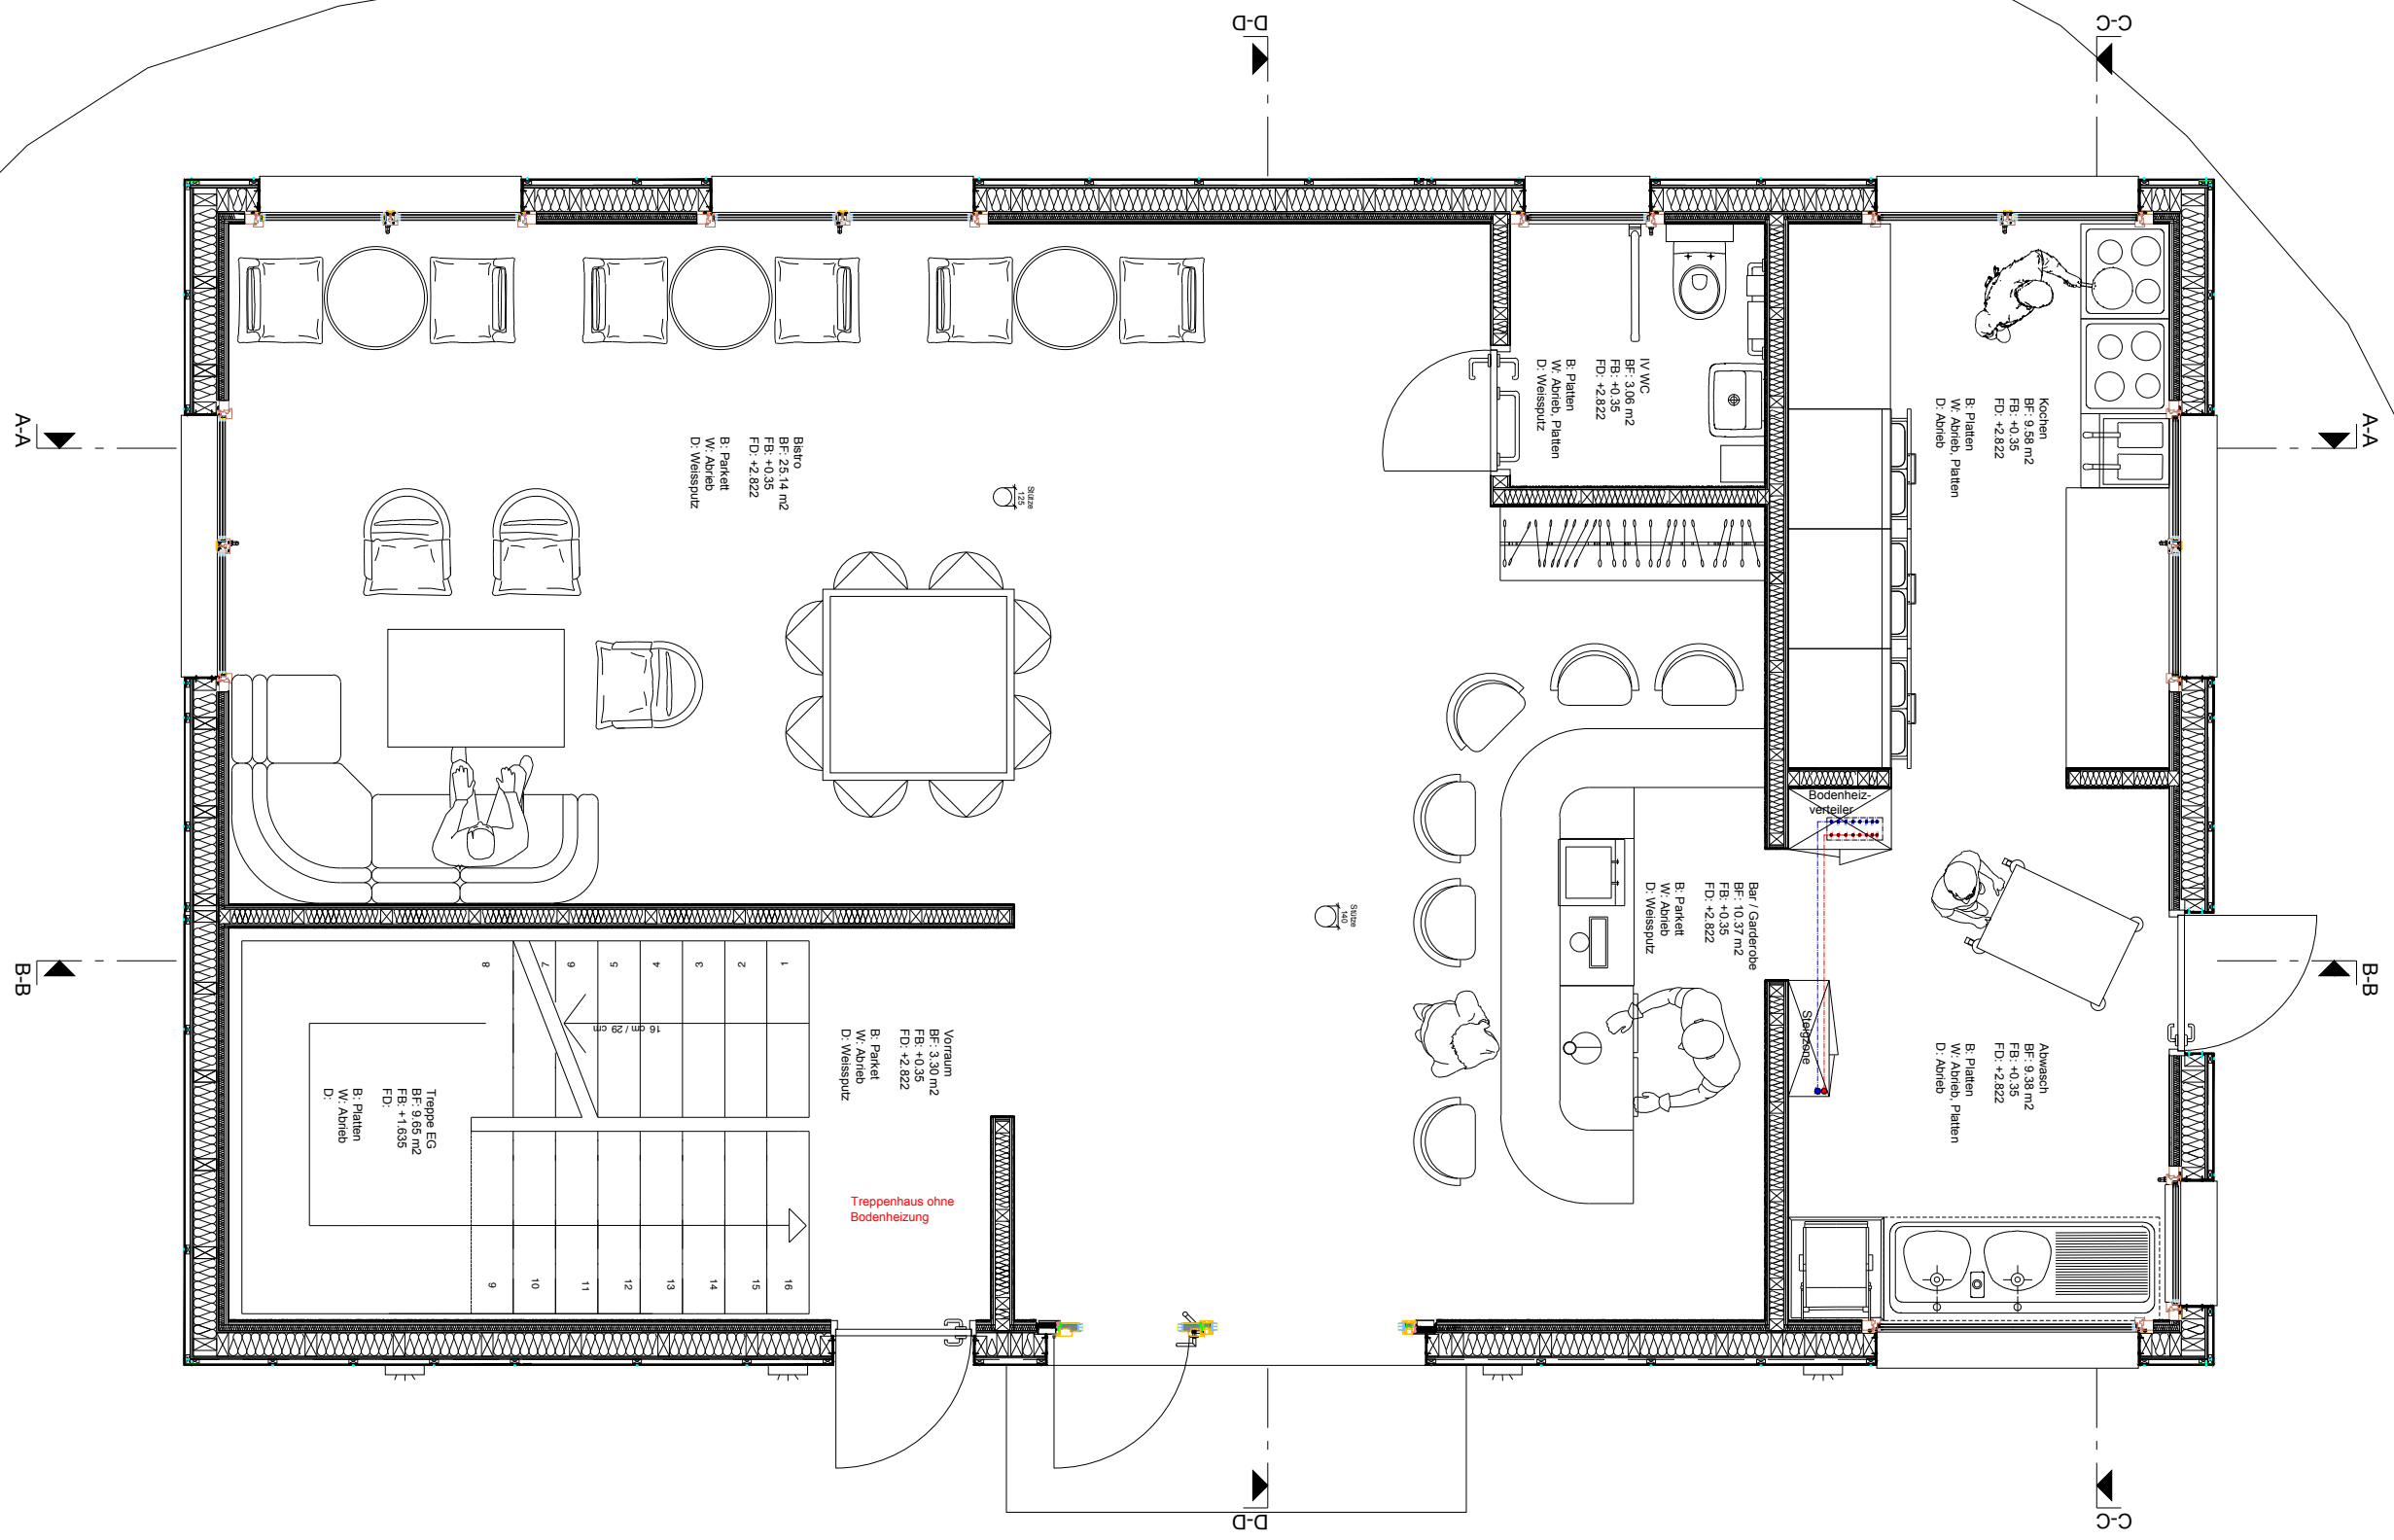 D-D
C-C
A-A
A-A
IV WC
BF: 3.06 m2
FB: +0.35
FD: +2.822
B: Platten
W: Abrieb, Platten
D: Weissputz
Kochen
BF: 9.58 m2
FB: +0.35
FD: +2.822
B: Platten
W: Abrieb, Platten
D: Abrieb
Bistro
BF: 25.14 m2
FB: +0.35
FD: +2.822
B: Parkett
W: Abrieb
D: Weissputz
Stütze
125
Bodenheiz-
verteiler
Stütze
140
Bar / Garderobe
BF: 10.37 m2
FB: +0.35
FD: +2.822
B: Parkett
W: Abrieb
D: Weissputz
B-B
B-B
8
7
6
5
4
3
2
1
16 cm / 29 cm
Steigzone
Vorraum
BF: 3.30 m2
FB: +0.35
FD: +2.822
B: Parket
W: Abrieb
D: Weissputz
Abwasch
BF: 9.38 m2
FB: +0.35
FD: +2.822
B: Platten
W: Abrieb, Platten
D: Abrieb
Treppe EG
BF: 9.65 m2
FB: +1.635
FD:
B: Platten
W: Abrieb
D:
Treppenhaus ohne
Bodenheizung
9
10
11
12
13
14
15
16
D-D
C-C